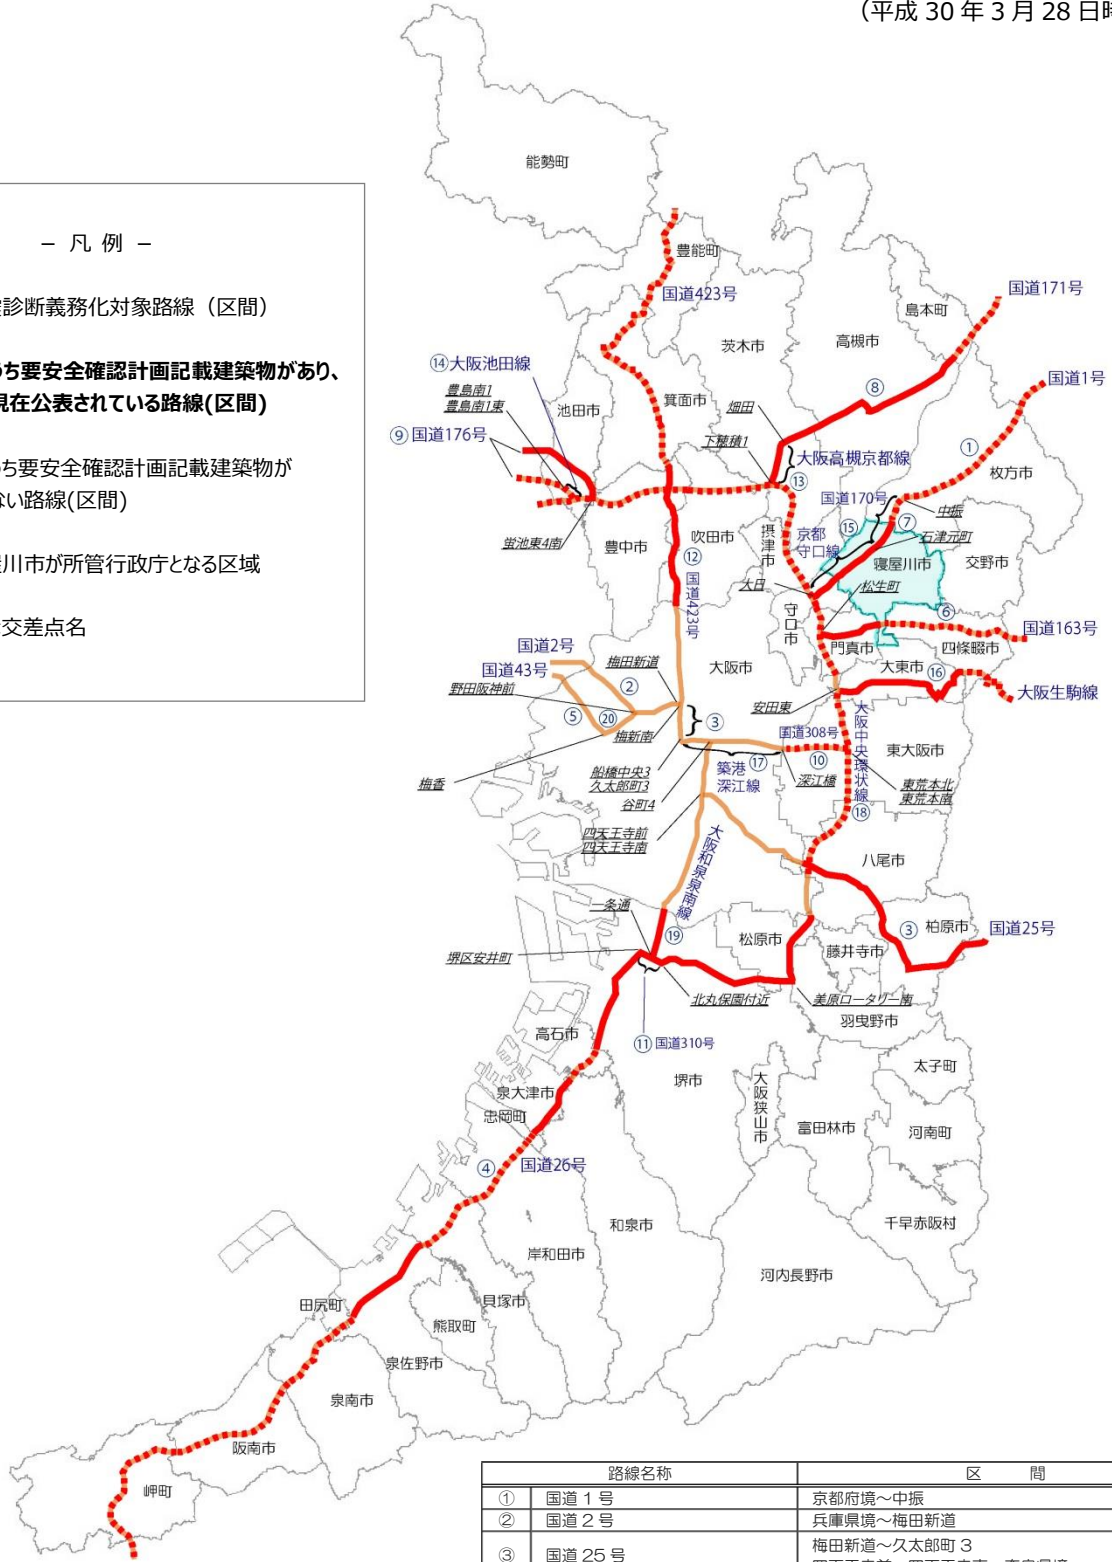 (平成 30 年 3 月 28 日時
能勢町
– 凡 例 –
豊能町
診断義務化対象路線（区間）
国道423号
国道171号
島本町
高槻市
茨木市
ち要安全確認計画記載建築物があり、
現在公表されている路線(区間)
⑭大阪池田線
豊島南1
豊島南1東
国道1号
⑧
箕面市
池田市
畑田
⑨国道176号
下穂積1
①
大阪高槻京都線
枚方市
ち要安全確認計画記載建築物が
ない路線(区間)
⑬
国道170号
中振
⑮
⑦
石津元町
蛍池東4南
豊中市
吹田市
摂津市
京都
守口線
寝屋川市
交野市
⑫
国道423号
屋川市が所管行政庁となる区域
大日
松生町
守口市
⑥
国道163号
交差点名
門真市
四條畷市
国道2号
国道43号
梅田新道
大阪市
大東市
⑯
大阪生駒線
野田阪神前
②
安田東
⑤
⑳
③
梅新南
国道308号
大阪中央環状線
東大阪市
⑰
⑩
築港
深江線
船橋中央3
久太郎町3
深江橋
東荒本北
東荒本南
梅香
谷町4
⑱
四天王寺前
四天王寺南
大阪和泉泉南線
八尾市
一条通
⑲
松原市
③
柏原市
国道25号
藤井寺市
堺区安井町
北丸保園付近
美原ロータリー南
羽曳野市
高石市
⑪国道310号
太子町
堺市
大阪狭山市
泉大津市
忠岡町
富田林市
河南町
④
国道26号
千早赤阪村
和泉市
岸和田市
河内長野市
貝塚市
田尻町
熊取町
泉佐野市
泉南市
阪南市
岬町
路線名称 区 間
① 国道 1 号 京都府境～中振
② 国道 2 号 兵庫県境～梅田新道
③ 国道 25 号 梅田新道～久太郎町 3